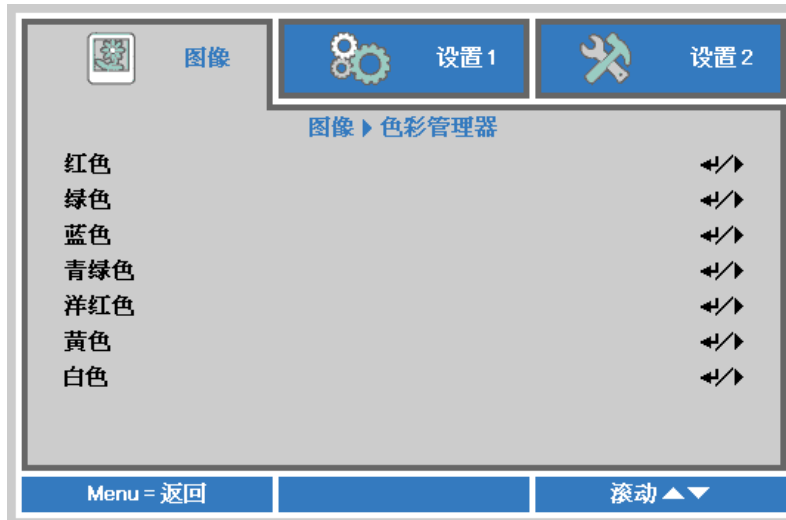 图像 设置1 设置2
图像▶色彩管理器
红色 ↵/▶
绿色 ↵/▶
蓝色 ↵/▶
青绿色 ↵/▶
洋红色 ↵/▶
黄色 ↵/▶
白色 ↵/▶
Menu = 返回 滚动▲▼